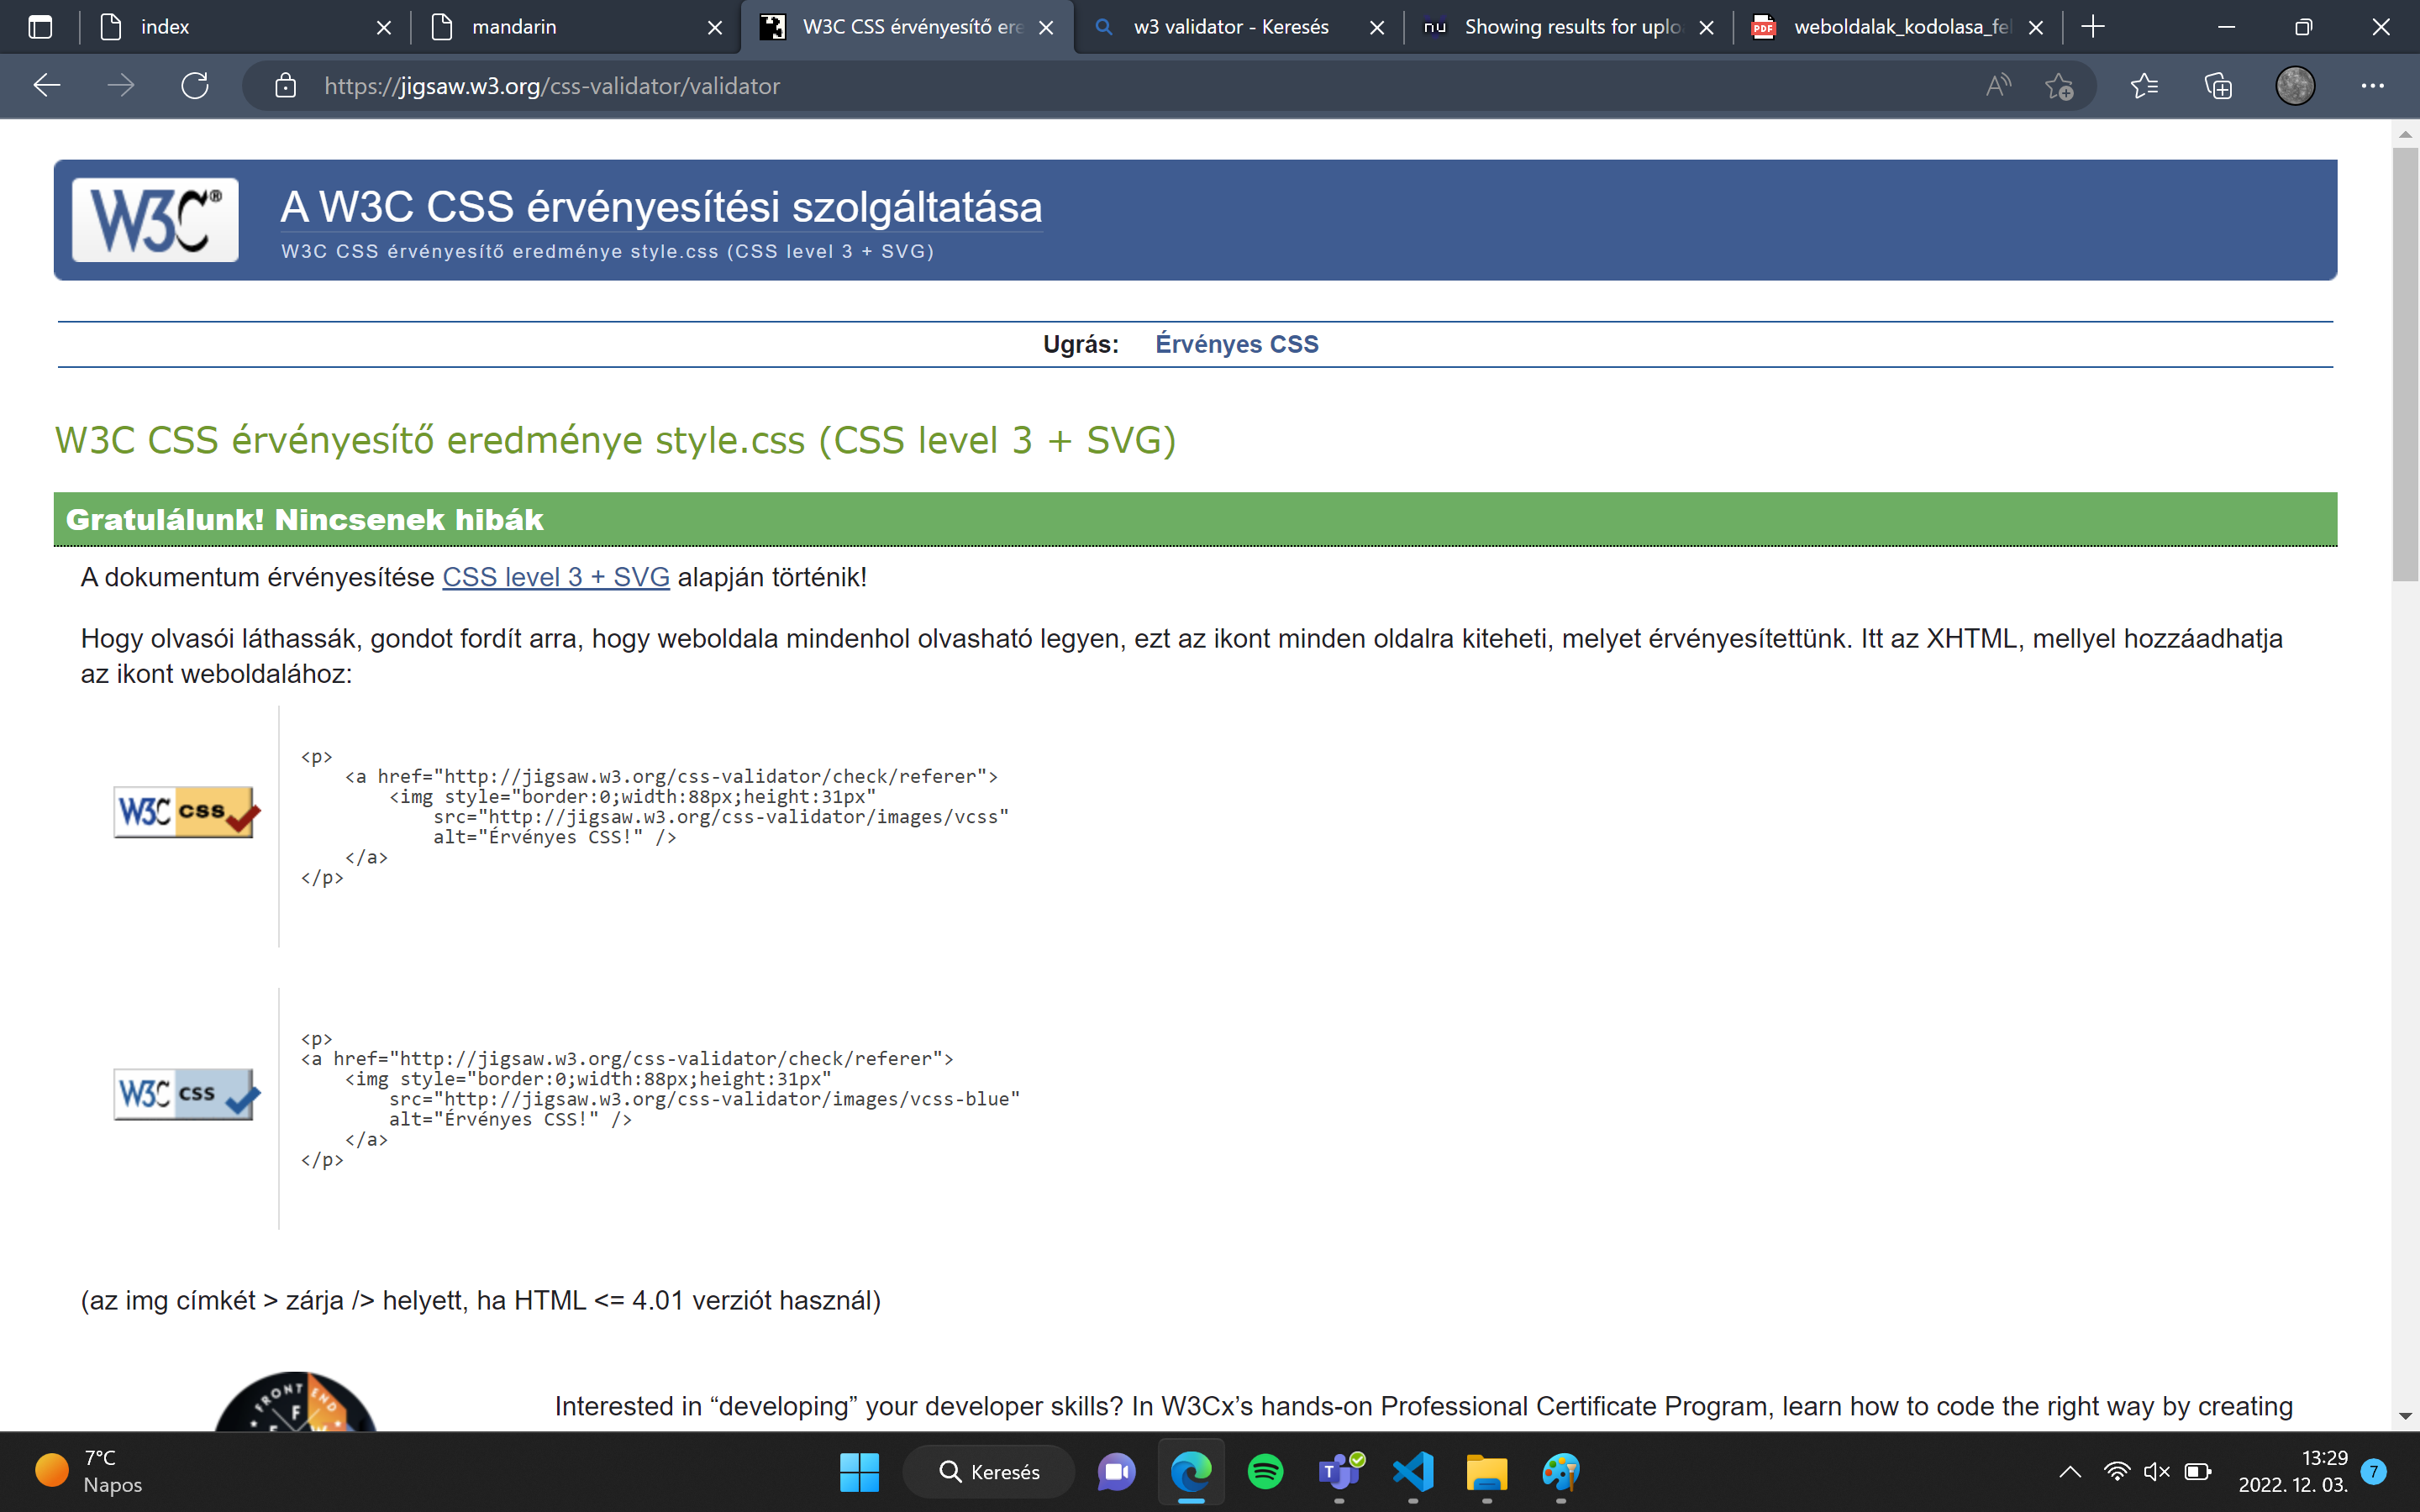 index
mandarin
W3C CSS érvényesítő ere
w3 validator - Keresés
nu
Showing results for uplo
PDF
weboldalak_kodolasa_fel
https://jigsaw.w3.org/css-validator/validator
W3C®
A W3C CSS érvényesítési szolgáltatása
W3C CSS érvényesítő eredménye style.css (CSS level 3 + SVG)
Ugrás: Érvényes CSS
W3C CSS érvényesítő eredménye style.css (CSS level 3 + SVG)
Gratulálunk! Nincsenek hibák
A dokumentum érvényesítése CSS level 3 + SVG alapján történik!
Hogy olvasói láthassák, gondot fordít arra, hogy weboldala mindenhol olvasható legyen, ezt az ikont minden oldalra kiteheti, melyet érvényesítettünk. Itt az XHTML, mellyel hozzáadhatja
az ikont weboldalához:
W3C CSS
<p>
<a href="http://jigsaw.w3.org/css-validator/check/referer">
<img style="border:0;width:88px;height:31px"
src="http://jigsaw.w3.org/css-validator/images/vcss"
alt="Érvényes CSS!" />
</a>
</p>
W3C CSS
<p>
<a href="http://jigsaw.w3.org/css-validator/check/referer">
<img style="border:0;width:88px;height:31px"
src="http://jigsaw.w3.org/css-validator/images/vcss-blue"
alt="Érvényes CSS!" />
</a>
</p>
(az img címkét > zárja /> helyett, ha HTML <= 4.01 verziót használ)
FRONT END
F
Interested in “developing” your developer skills? In W3Cx’s hands-on Professional Certificate Program, learn how to code the right way by creating
7°C
Napos
Keresés
T
13:29
2022. 12. 03.
7